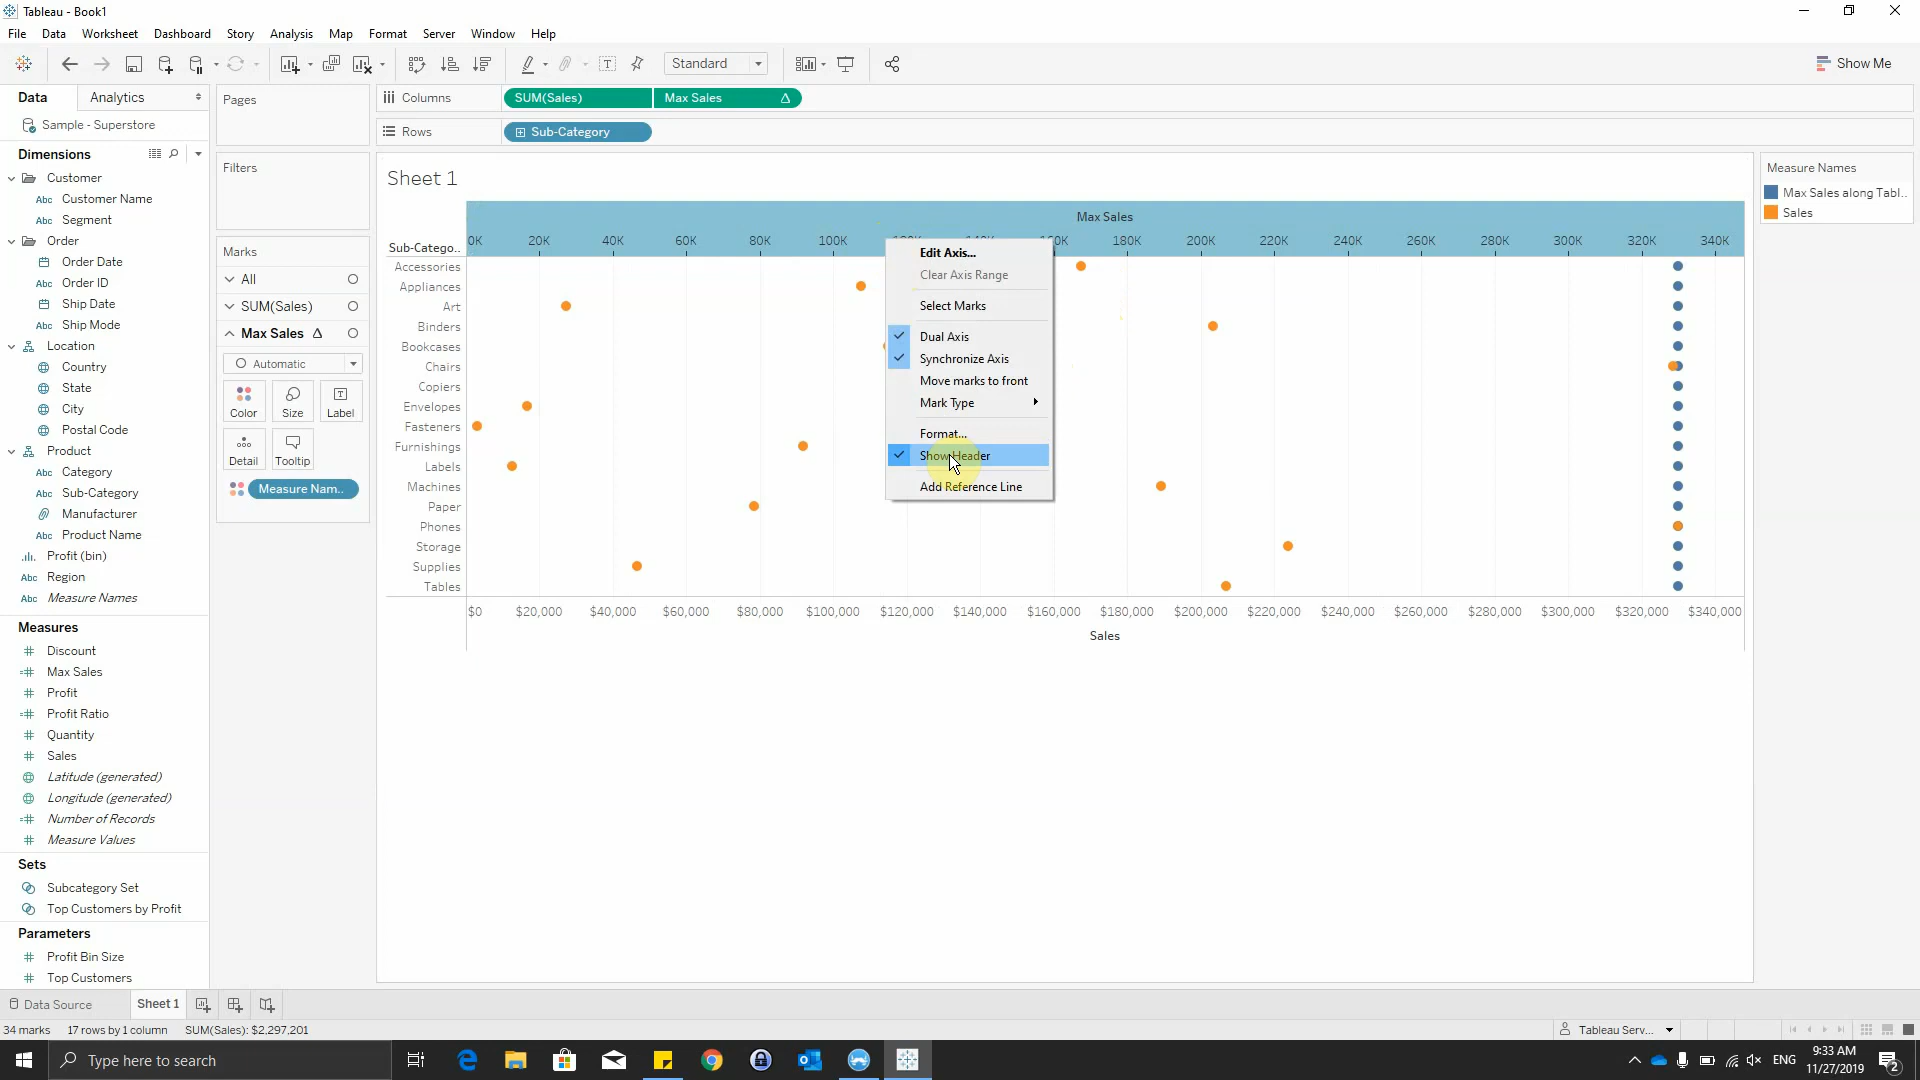 Tableau - Book1
File Data Worksheet Dashboard Story Analysis Map Format Server Window Help
Standard
Show Me
Data Analytics
Sample - Superstore
Dimensions
Customer
Abc Customer Name
Abc Segment
Order
Order Date
Abc Order ID
Ship Date
Abc Ship Mode
Location
Country
State
City
Postal Code
Product
Abc Category
Abc Sub-Category
Manufacturer
Abc Product Name
Profit (bin)
Abc Region
Abc Measure Names
Measures
Discount
Max Sales
Profit
Profit Ratio
Quantity
Sales
Latitude (generated)
Longitude (generated)
Number of Records
Measure Values
Sets
Subcategory Set
Top Customers by Profit
Parameters
Profit Bin Size
Top Customers
Pages
Filters
Marks
All
SUM(Sales)
Max Sales
Automatic
Color Size Label
Detail Tooltip
Measure Nam..
Columns SUM(Sales) Max Sales
Rows Sub-Category
Sheet 1
Max Sales
Sub-Catego.. 0K 20K 40K 60K 80K 100K 180K 200K 220K 240K 260K 280K 300K 320K 340K
Accessories
Appliances
Art
Binders
Bookcases
Chairs
Copiers
Envelopes
Fasteners
Furnishings
Labels
Machines
Paper
Phones
Storage
Supplies
Tables
$0 $20,000 $40,000 $60,000 $80,000 $100,000 $120,000 $140,000 $160,000 $180,000 $200,000 $220,000 $240,000 $260,000 $280,000 $300,000 $320,000 $340,000
Sales
Edit Axis...
Clear Axis Range
Select Marks
Dual Axis
Synchronize Axis
Move marks to front
Mark Type
Format...
Show Header
Add Reference Line
Measure Names
Max Sales along Tabl..
Sales
Data Source Sheet 1
34 marks 17 rows by 1 column SUM(Sales): $2,297,201
Tableau Serv...
Type here to search
ENG
9:33 AM
11/27/2019
2